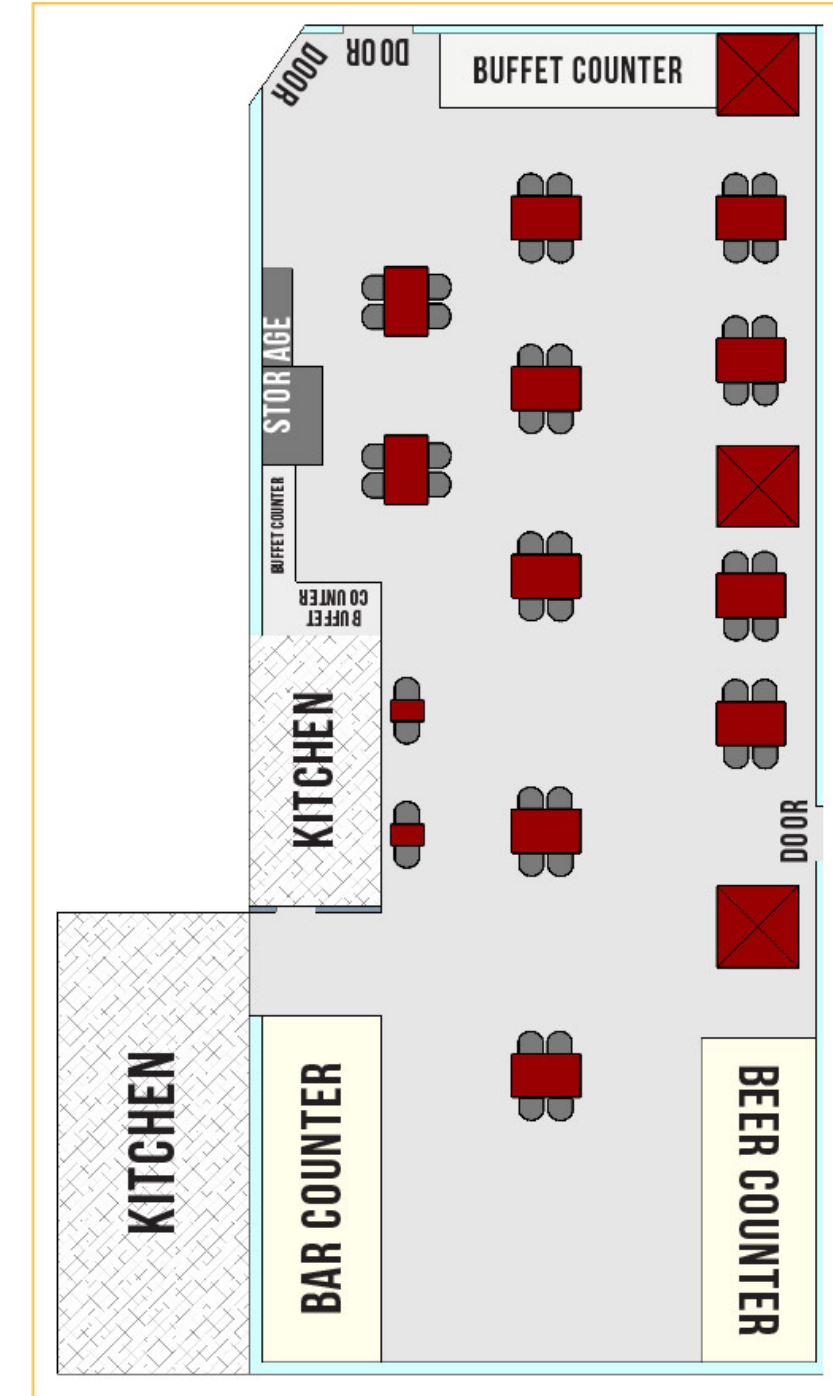 DOOR
DOOR
BUFFET COUNTER
STORAGE
BUFFET COUNTER
BUFFET
COUNTER
KITCHEN
DOOR
KITCHEN
BAR COUNTER
BEER COUNTER